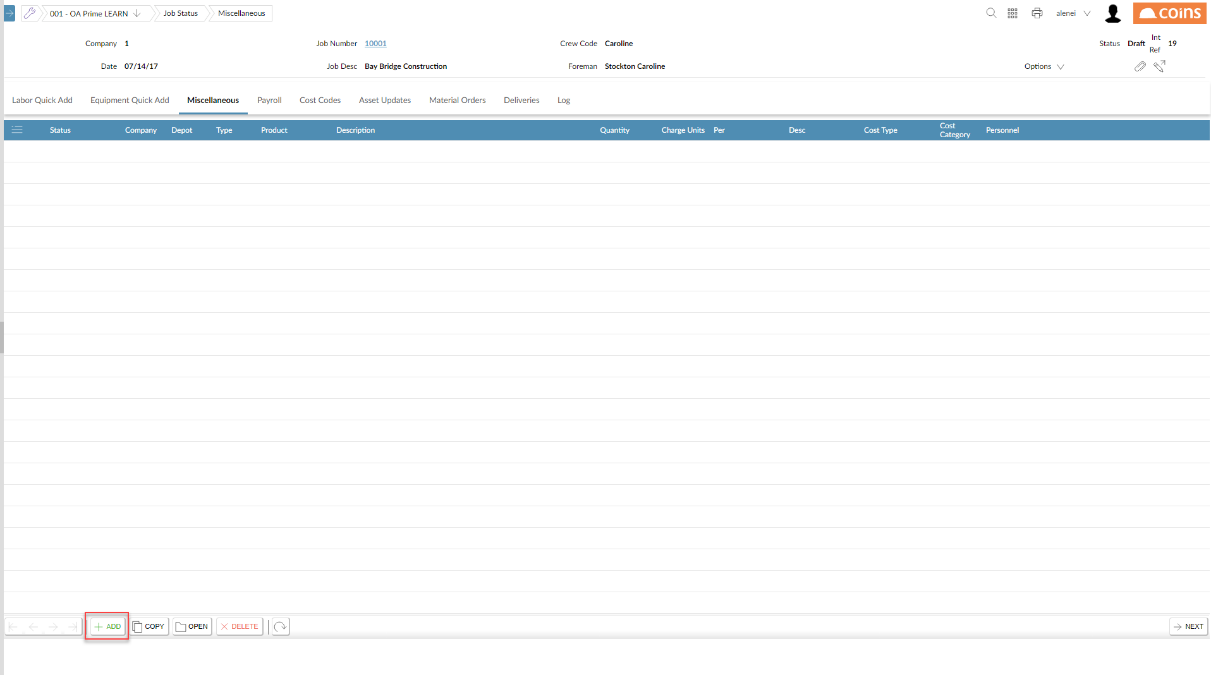 001 - OA Prime LEARN Job Status Miscellaneous alenei coins
Company 1 Job Number 10001 Crew Code Caroline Status Draft Int Ref 19
Date 07/14/17 Job Desc Bay Bridge Construction Foreman Stockton Caroline Options
Labor Quick Add Equipment Quick Add Miscellaneous Payroll Cost Codes Asset Updates Material Orders Deliveries Log
Status Company Depot Type Product Description Quantity Charge Units Per Desc Cost Type Cost Category Personnel
ADD COPY OPEN DELETE NEXT